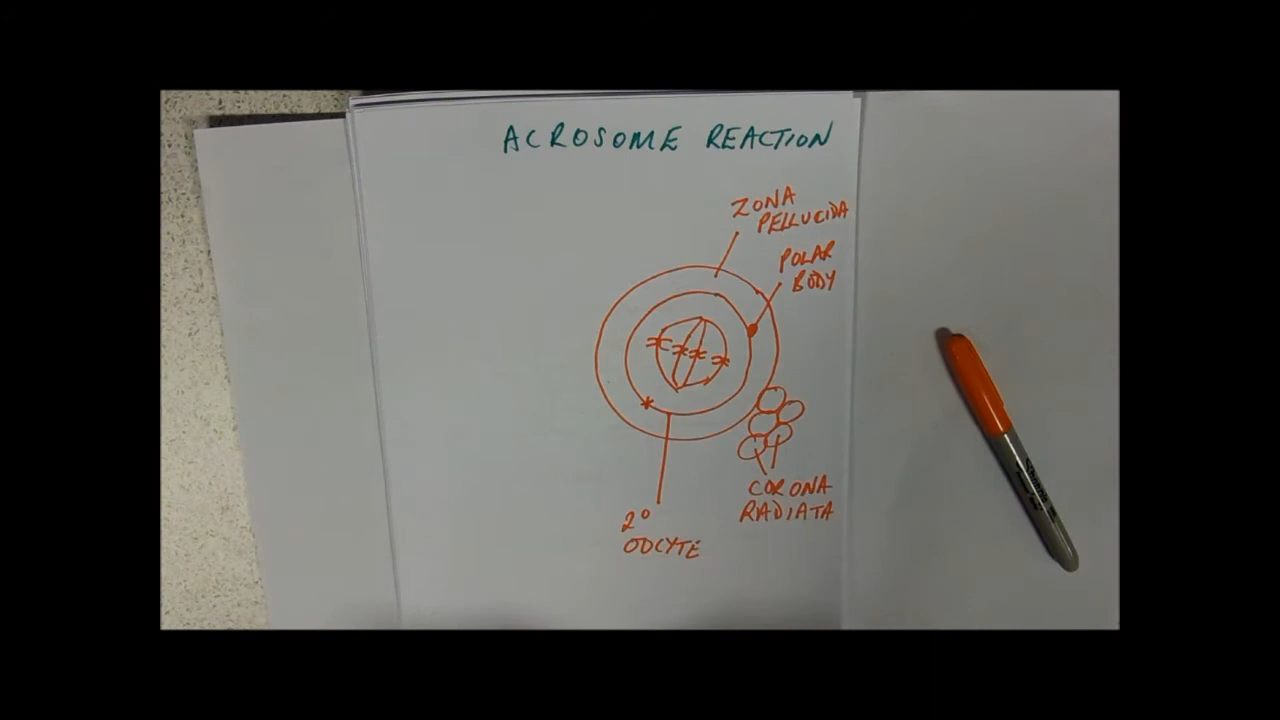 ACROSOME REACTION
ZONA
PELLUCIDA
POLAR
BODY
CORONA
RADIATA
2°
OOCYTE